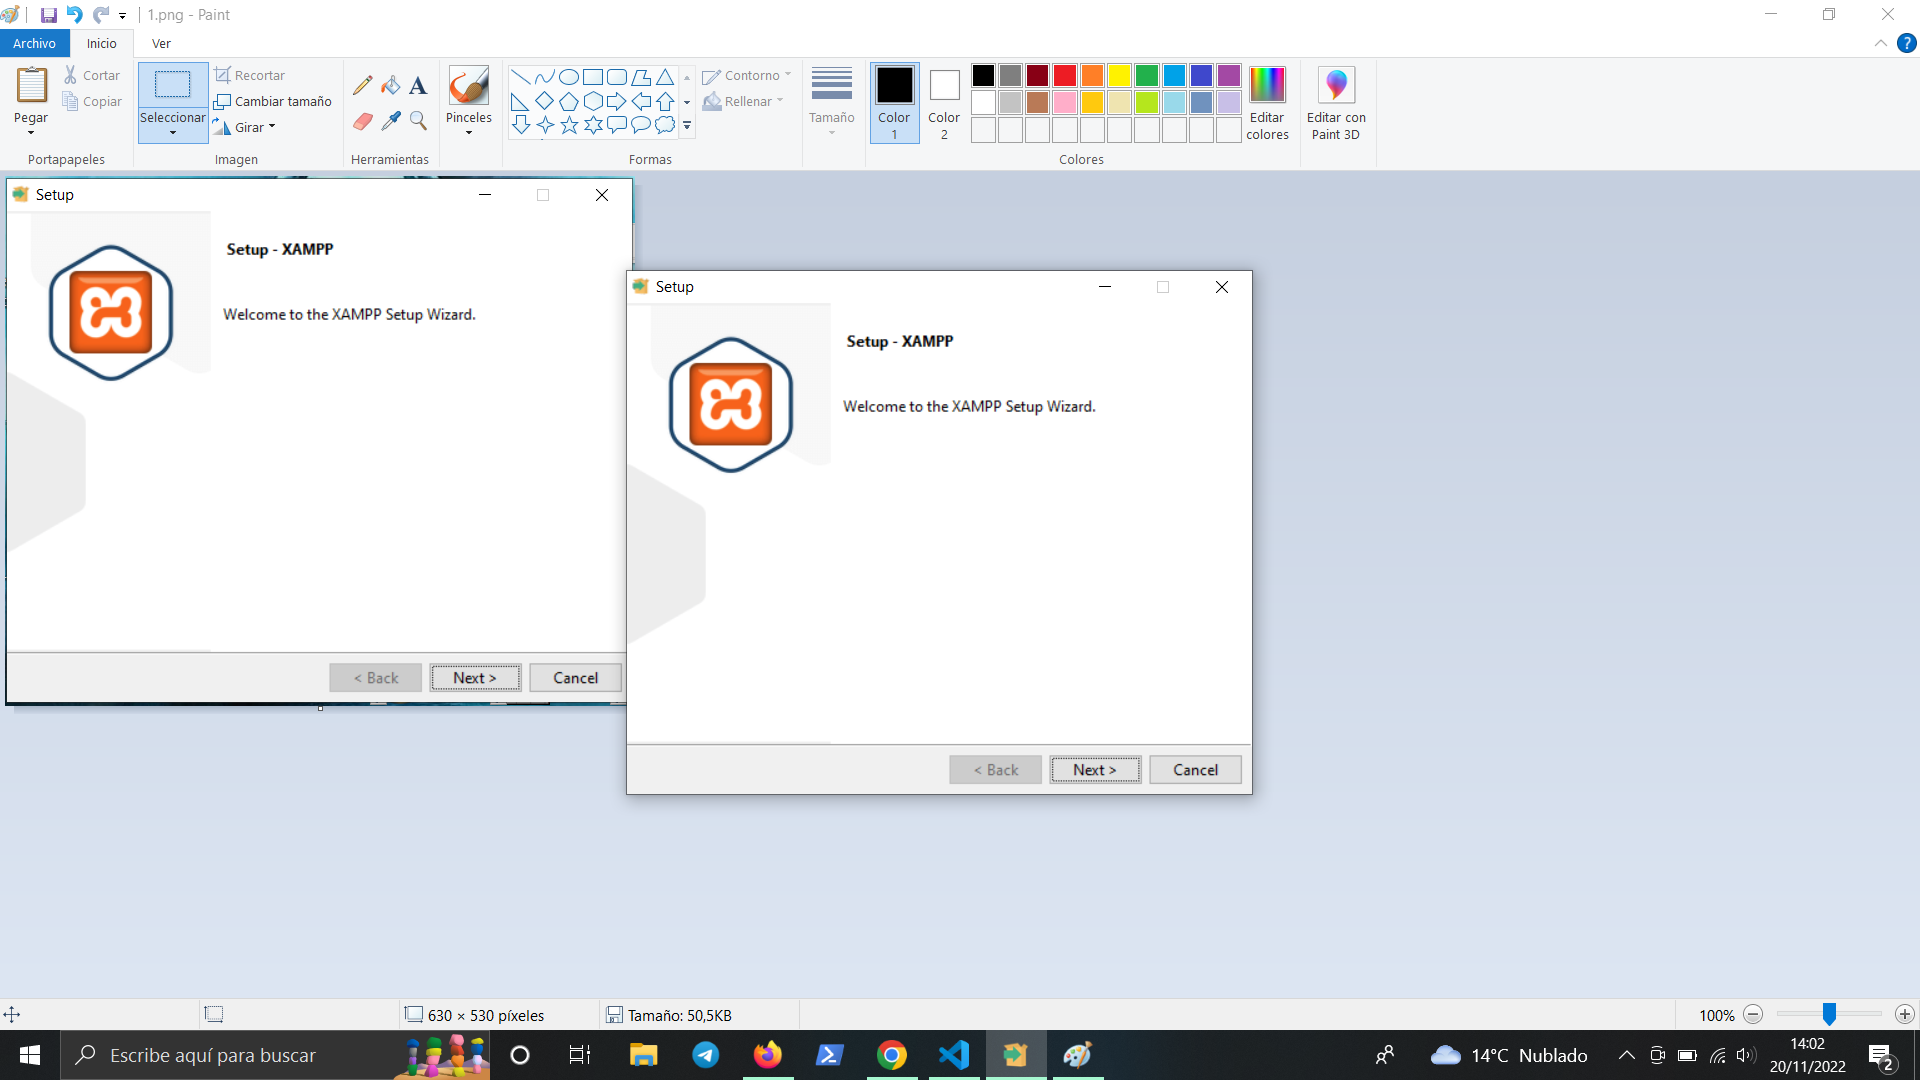 1.png - Paint
Archivo Inicio Ver
?
Pegar
Cortar
Copiar
Portapapeles
Seleccionar
Recortar
Cambiar tamaño
Girar
Imagen
A
Herramientas
Pinceles
Contorno
Rellenar
Formas
Tamaño
Color 1
Color 2
Editar colores
Colores
Editar con Paint 3D
Setup
Setup - XAMPP
Welcome to the XAMPP Setup Wizard.
< Back Next > Cancel
Setup
Setup - XAMPP
Welcome to the XAMPP Setup Wizard.
< Back Next > Cancel
630 × 530 píxeles
Tamaño: 50,5KB
100%
Escribe aquí para buscar
14°C Nublado
14:02
20/11/2022
2